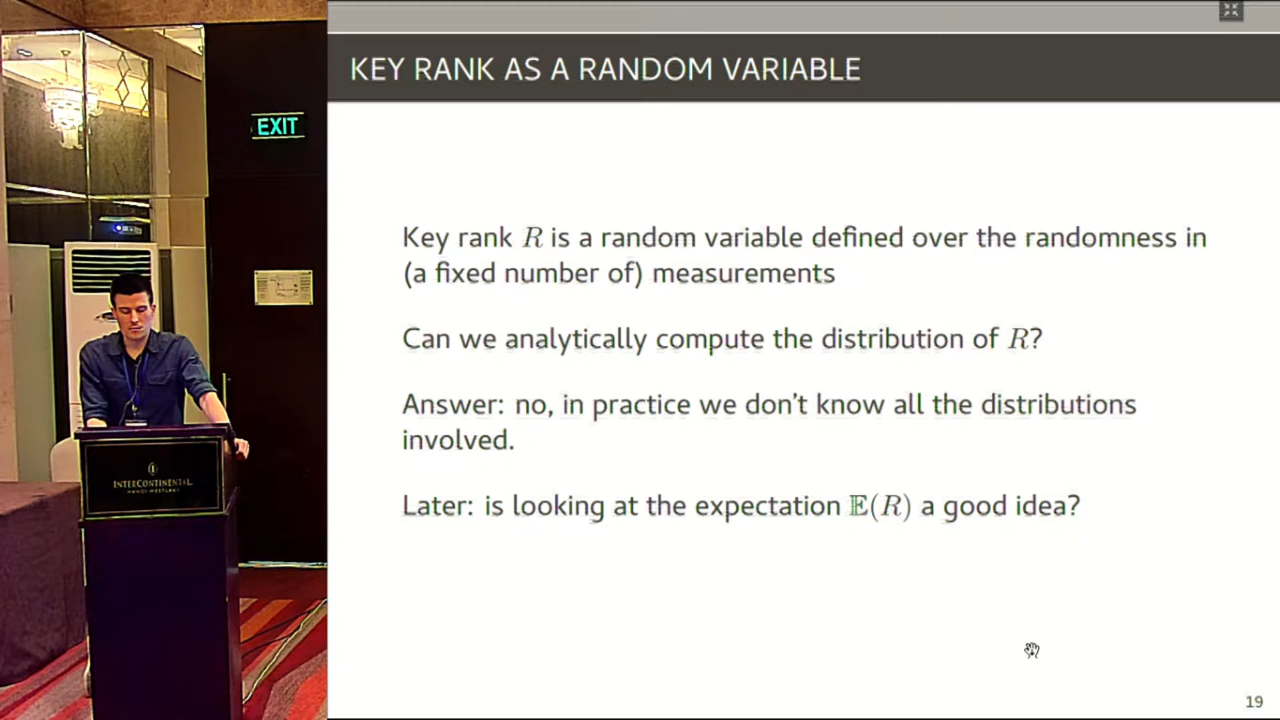 KEY RANK AS A RANDOM VARIABLE
EXIT
Key rank R is a random variable defined over the randomness in
(a fixed number of) measurements
Can we analytically compute the distribution of R?
Answer: no, in practice we don't know all the distributions
involved.
Later: is looking at the expectation 𝔼(R) a good idea?
INTERCONTINENTAL
HANOI WESTLAKE
19